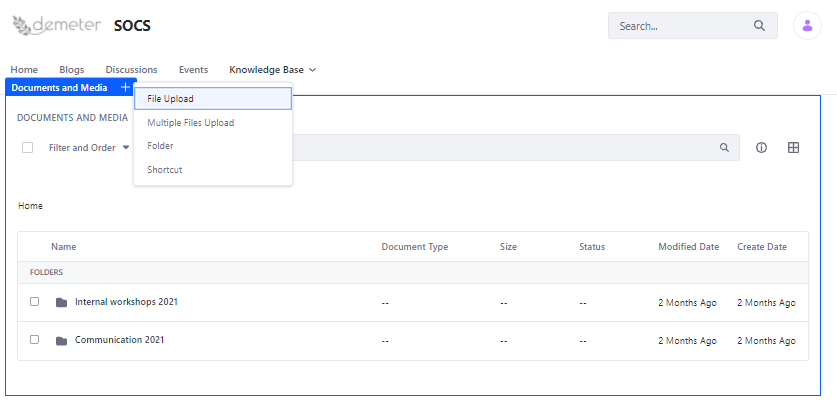 demeter SOCS
Search...
Home Blogs Discussions Events Knowledge Base
Documents and Media +
File Upload
Multiple Files Upload
Folder
Shortcut
DOCUMENTS AND MEDIA
Filter and Order
Home
Name Document Type Size Status Modified Date Create Date
FOLDERS
Internal workshops 2021 -- -- -- 2 Months Ago 2 Months Ago
Communication 2021 -- -- -- 2 Months Ago 2 Months Ago